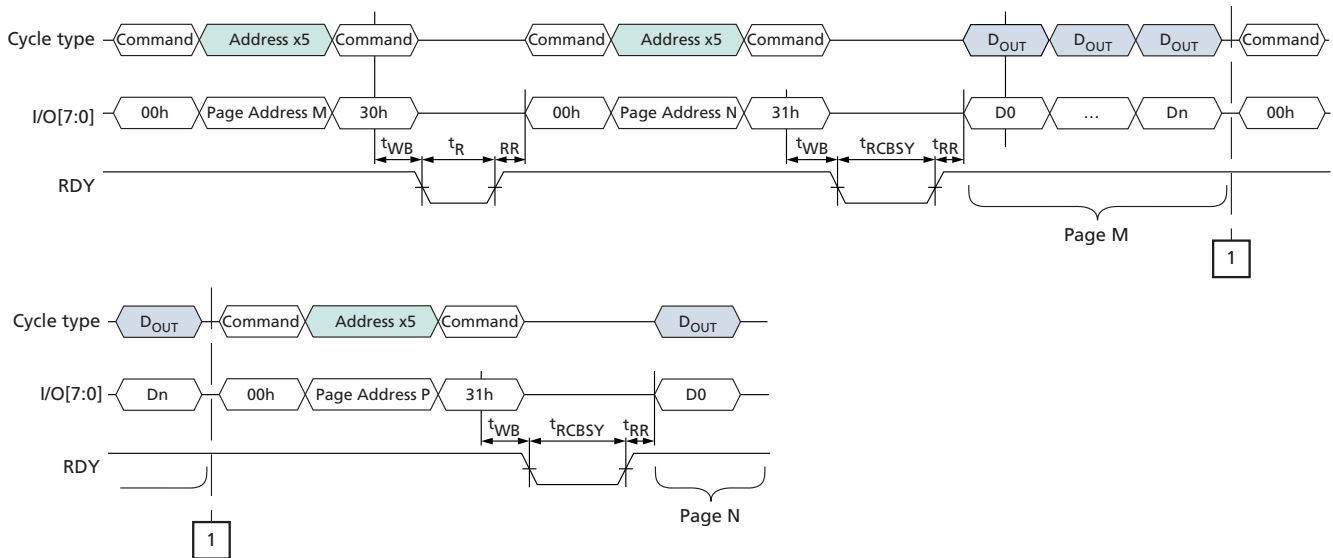 Cycle type Command Address x5 Command Command Address x5 Command DOUT DOUT DOUT Command
I/O[7:0] 00h Page Address M 30h 00h Page Address N 31h D0 … Dn 00h
tWB tR RR tWB tRCBSY tRR
RDY
Page M
1
Cycle type DOUT Command Address x5 Command DOUT
I/O[7:0] Dn 00h Page Address P 31h D0
tWB tRCBSY tRR
RDY
Page N
1